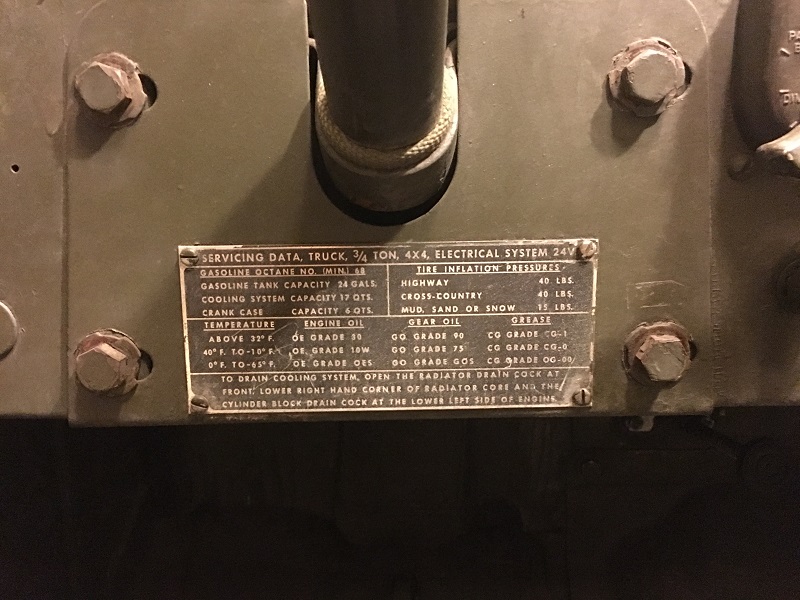 SERVICING DATA, TRUCK, 3/4 TON, 4X4, ELECTRICAL SYSTEM 24V
GASOLINE OCTANE NO. (MIN.) 68
GASOLINE TANK CAPACITY 24 GALS.
COOLING SYSTEM CAPACITY 17 QTS.
CRANK CASE CAPACITY 6 QTS.
TIRE INFLATION PRESSURES
HIGHWAY 40 LBS.
CROSS-COUNTRY 40 LBS.
MUD, SAND OR SNOW 15 LBS.
TEMPERATURE ENGINE OIL GEAR OIL GREASE
ABOVE 32° F. OE GRADE 30 GO GRADE 90 CG GRADE CG-1
40° F. TO -10° F. OE GRADE 10W GO GRADE 75 CG GRADE CG-0
0° F. TO -65° F. OE GRADE OES GO GRADE GOS CG GRADE OG-00
TO DRAIN COOLING SYSTEM, OPEN THE RADIATOR DRAIN COCK AT
FRONT, LOWER RIGHT HAND CORNER OF RADIATOR CORE AND THE
CYLINDER BLOCK DRAIN COCK AT THE LOWER LEFT SIDE OF ENGINE